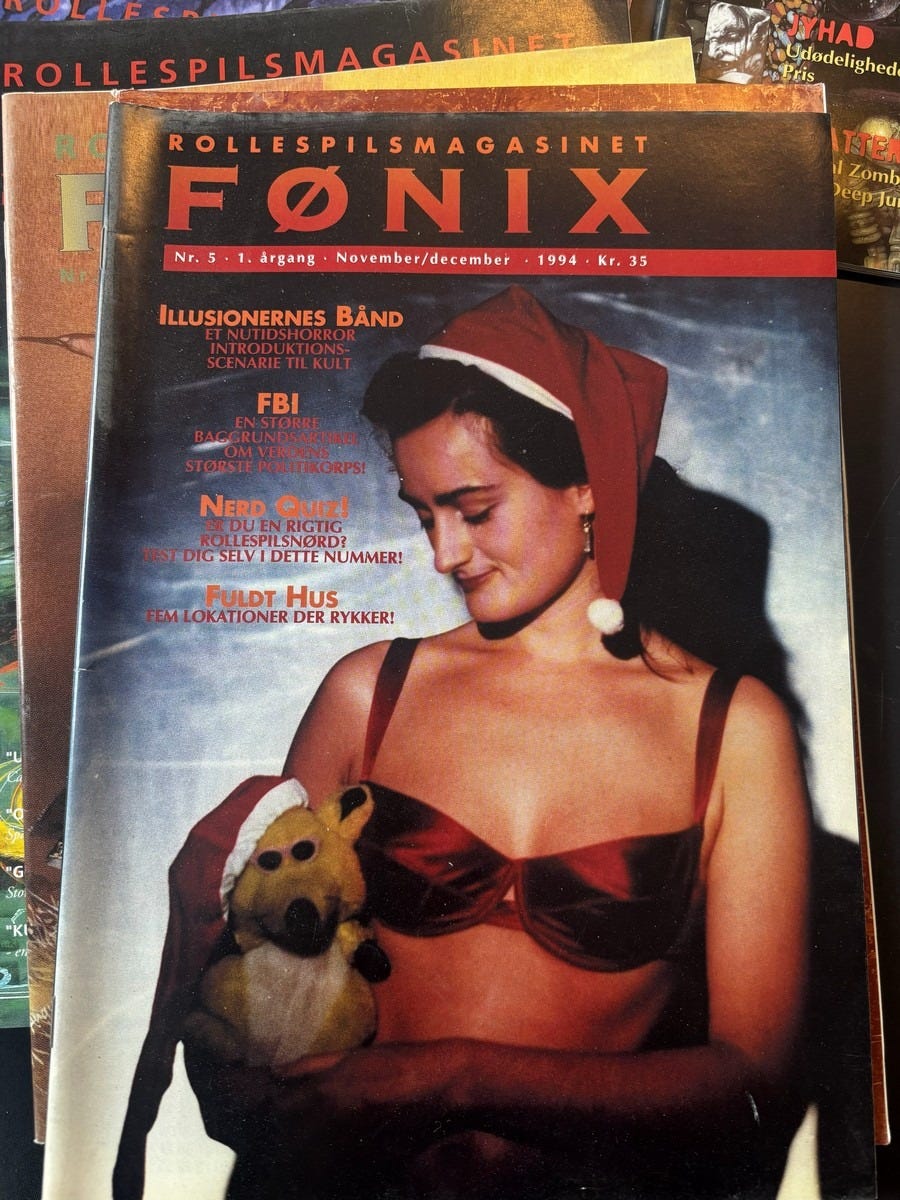 ROLLESPILSMAGASINET
JYHAD
Udødelighede
Pris
ROLLESPILSMAGASINET
FØNIX
Nr. 5 · 1. årgang · November/december · 1994 · Kr. 35
ILLUSIONERNES BÅND
ET NUTIDSHORROR
INTRODUKTIONS-
SCENARIE TIL KULT
FBI
EN STØRRE
BAGGRUNDSARTIKEL
OM VERDENS
STØRSTE POLITIKORPS!
NERD QUIZ!
ER DU EN RIGTIG
ROLLESPILSNØRD?
TEST DIG SELV I DETTE NUMMER!
FULDT HUS
FEM LOKATIONER DER RYKKER!